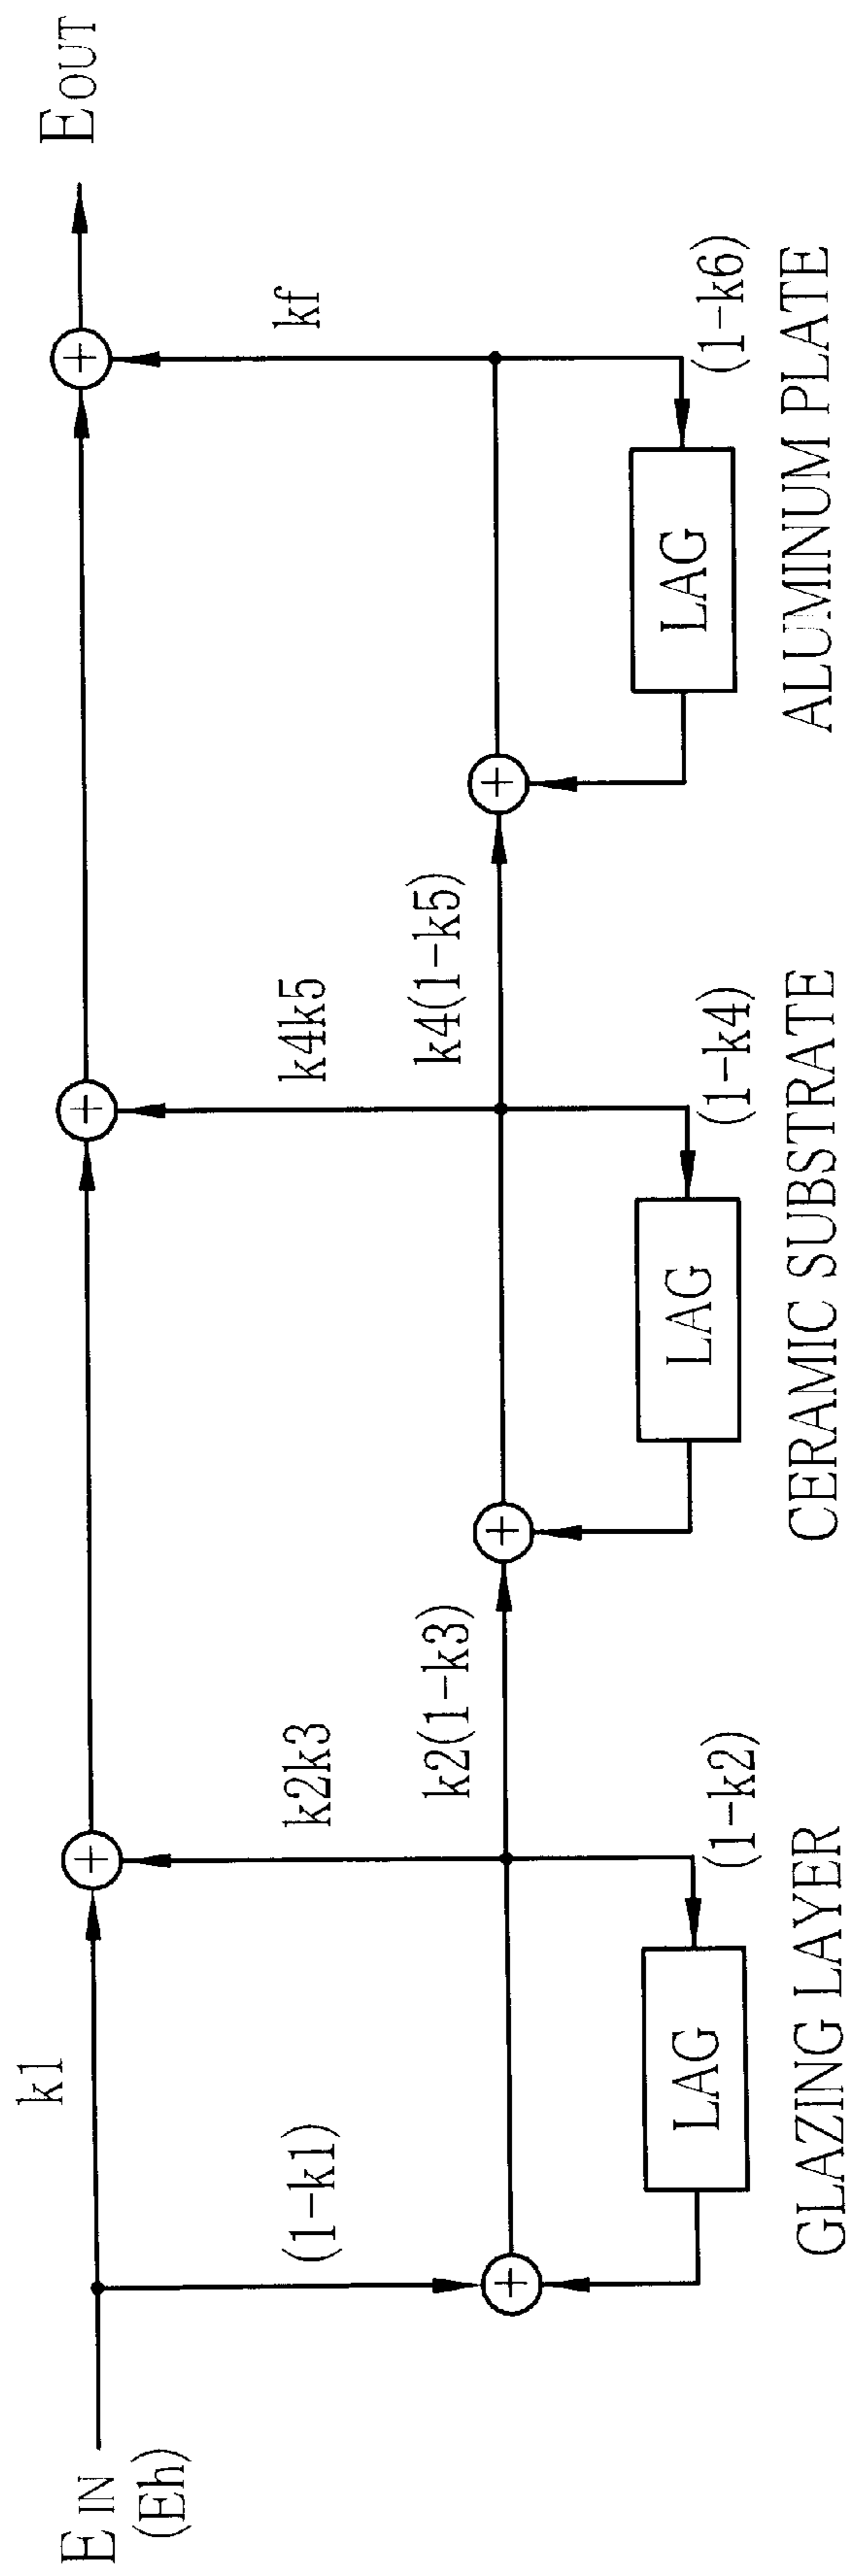 E IN
(Eh)
k1
(1-k1)
k2k3
k2(1-k3)
(1-k2)
LAG
GLAZING LAYER
k4k5
k4(1-k5)
(1-k4)
LAG
CERAMIC SUBSTRATE
kf
(1-k6)
LAG
ALUMINUM PLATE
EOUT
+
+
+
+
+
+